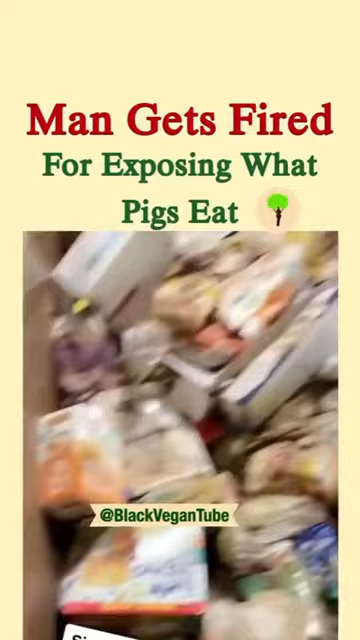 Man Gets Fired
For Exposing What
Pigs Eat
@BlackVeganTube